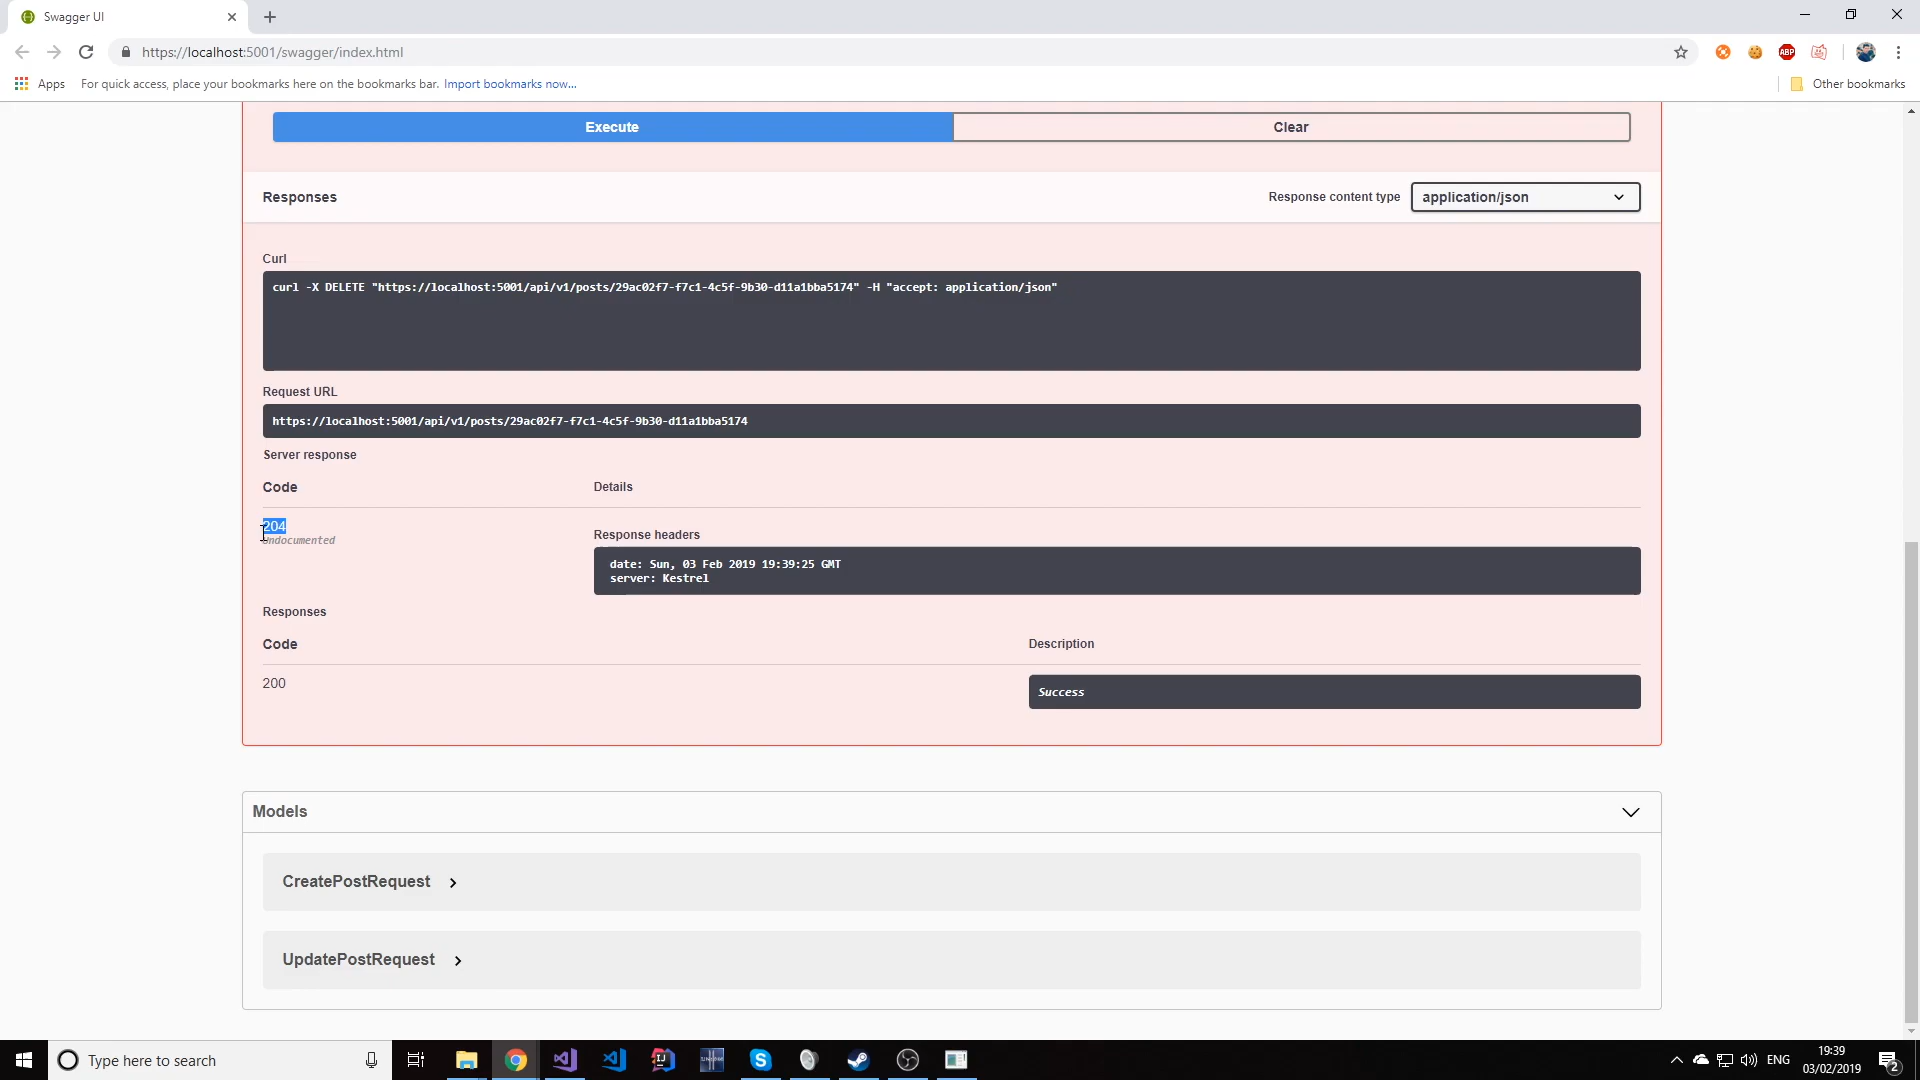 Swagger UI
https://localhost:5001/swagger/index.html
ABP
Apps For quick access, place your bookmarks here on the bookmarks bar. Import bookmarks now... Other bookmarks
Execute Clear
Responses Response content type application/json
Curl
curl -X DELETE "https://localhost:5001/api/v1/posts/29ac02f7-f7c1-4c5f-9b30-d11a1bba5174" -H "accept: application/json"
Request URL
https://localhost:5001/api/v1/posts/29ac02f7-f7c1-4c5f-9b30-d11a1bba5174
Server response
Code Details
204
Undocumented
Response headers
date: Sun, 03 Feb 2019 19:39:25 GMT
server: Kestrel
Responses
Code Description
200 Success
Models
CreatePostRequest
UpdatePostRequest
Type here to search
ENG
19:39
03/02/2019
2